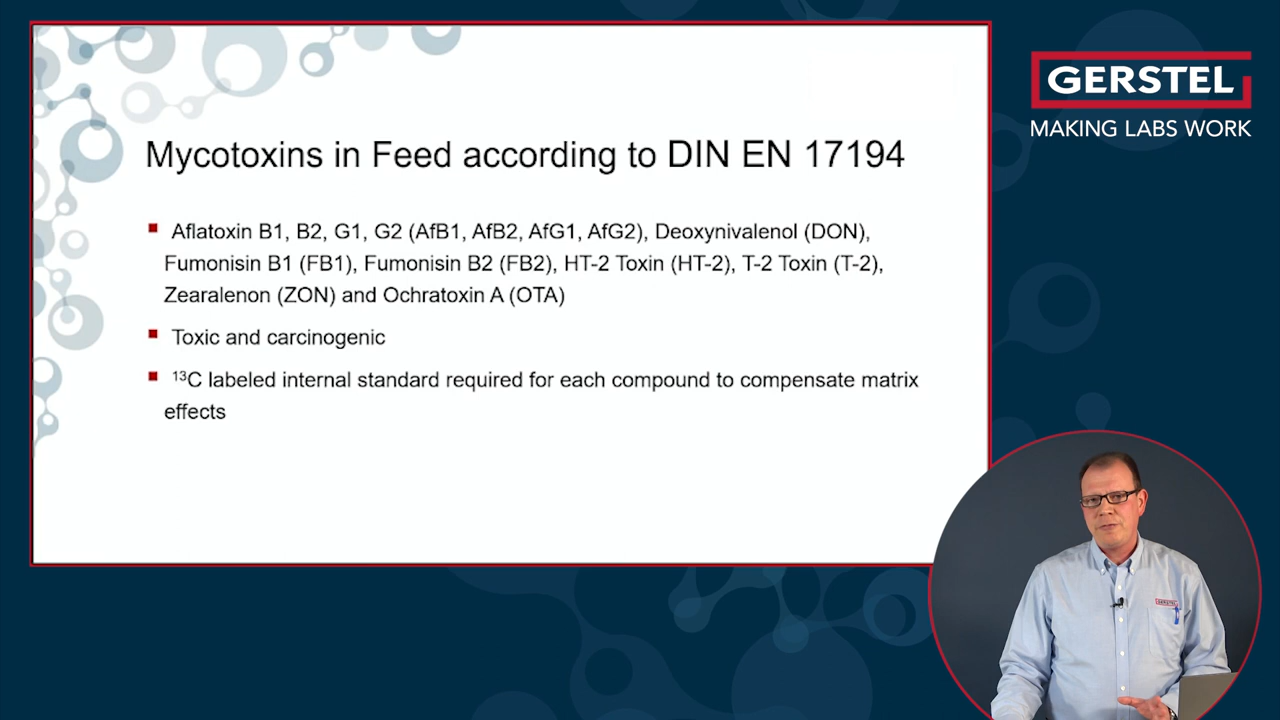 GERSTEL
MAKING LABS WORK
Mycotoxins in Feed according to DIN EN 17194
Aflatoxin B1, B2, G1, G2 (AfB1, AfB2, AfG1, AfG2), Deoxynivalenol (DON),
Fumonisin B1 (FB1), Fumonisin B2 (FB2), HT-2 Toxin (HT-2), T-2 Toxin (T-2),
Zearalenon (ZON) and Ochratoxin A (OTA)
Toxic and carcinogenic
¹³C labeled internal standard required for each compound to compensate matrix
effects
GERSTEL